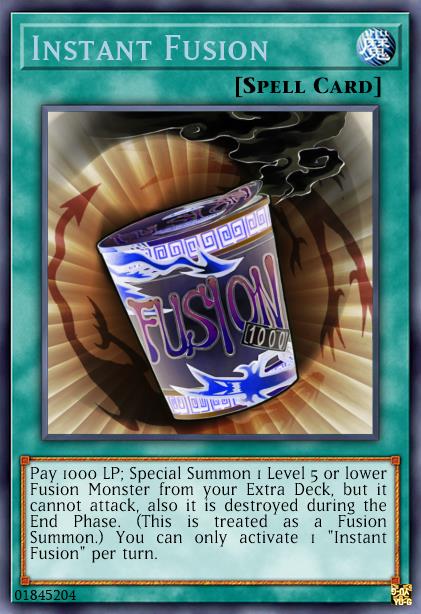 INSTANT FUSION
魔
[SPELL CARD]
FUSION
1000
Pay 1000 LP; Special Summon 1 Level 5 or lower
Fusion Monster from your Extra Deck, but it
cannot attack, also it is destroyed during the
End Phase. (This is treated as a Fusion
Summon.) You can only activate 1 "Instant
Fusion" per turn.
01845204